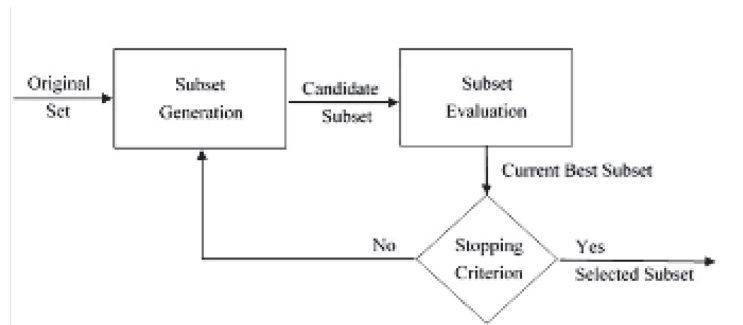 Original
Set
Subset
Generation
Candidate
Subset
Subset
Evaluation
Current Best Subset
No
Stopping
Criterion
Yes
Selected Subset